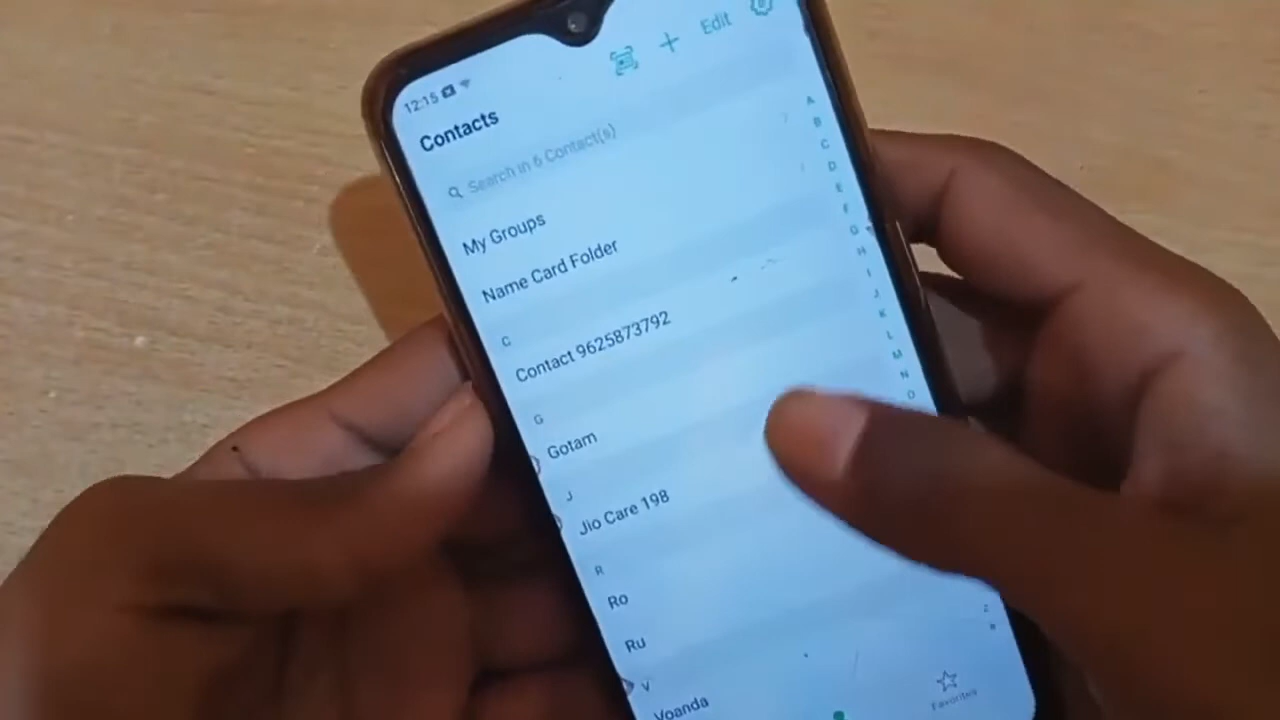 Edit
12:15
Contacts
Search in 6 Contact(s)
My Groups
Name Card Folder
C
Contact 9625873792
G
Gotam
J
Jio Care 198
R
Ro
Ru
V
Voanda
A
B
C
D
E
F
G
H
I
J
K
L
M
N
O
Z
#
Favorites